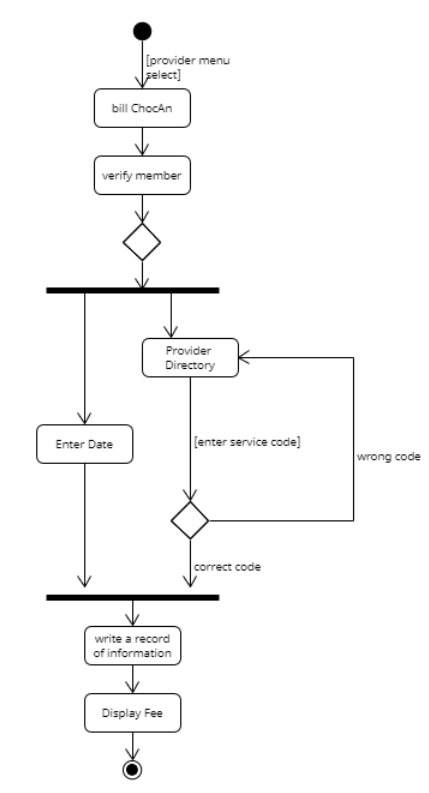 [provider menu
select]
bill ChocAn
verify member
Provider
Directory
Enter Date
[enter service code]
wrong code
correct code
write a record
of information
Display Fee